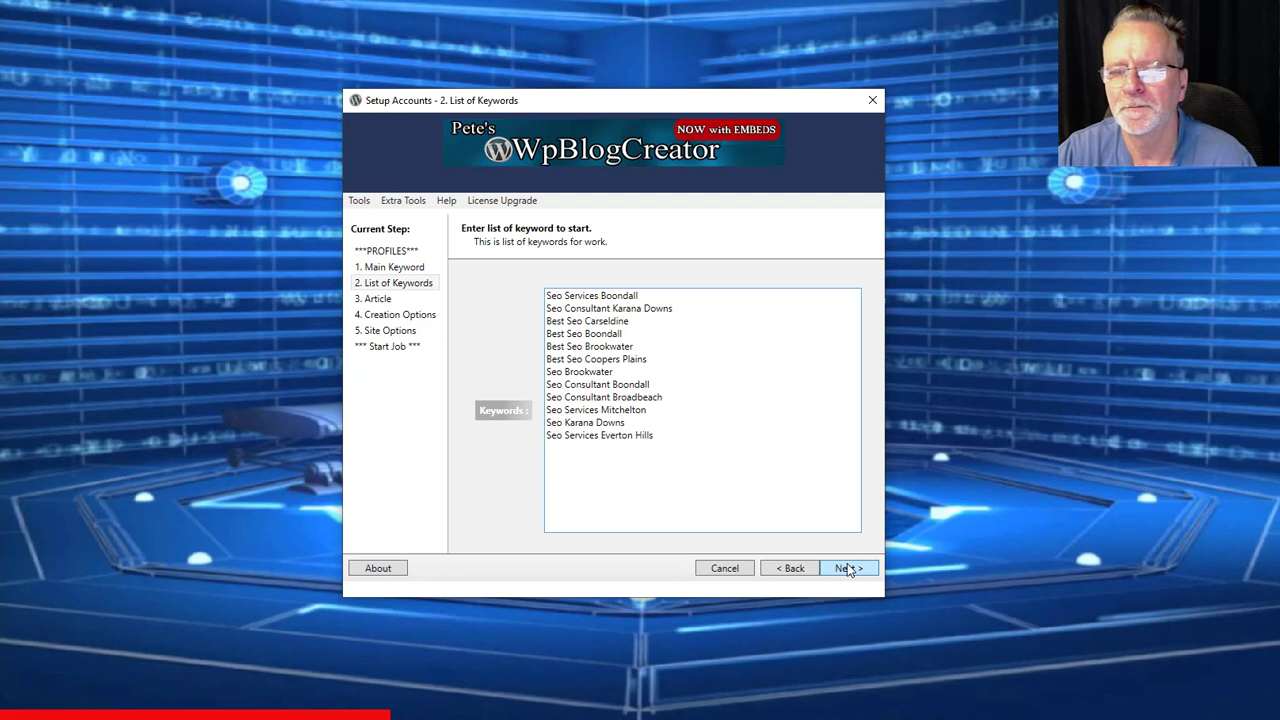 Setup Accounts - 2. List of Keywords
Pete's
NOW with EMBEDS
WpBlogCreator
Tools Extra Tools Help License Upgrade
Current Step:
***PROFILES***
1. Main Keyword
2. List of Keywords
3. Article
4. Creation Options
5. Site Options
*** Start Job ***
Enter list of keyword to start.
This is list of keywords for work.
Keywords :
Seo Services Boondall
Seo Consultant Karana Downs
Best Seo Carseldine
Best Seo Boondall
Best Seo Brookwater
Best Seo Coopers Plains
Seo Brookwater
Seo Consultant Boondall
Seo Consultant Broadbeach
Seo Services Mitchelton
Seo Karana Downs
Seo Services Everton Hills
About Cancel < Back Next >